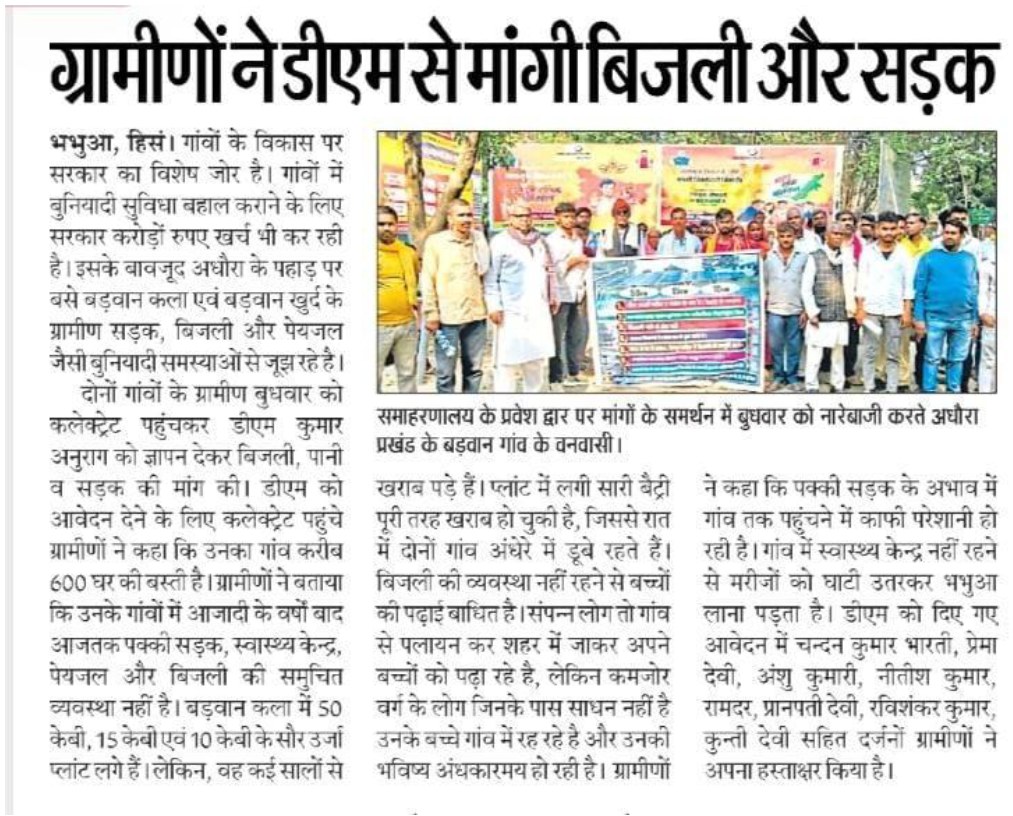 ग्रामीणों ने डीएम से मांगी बिजली और सड़क
भभुआ, हिसं। गांवों के विकास पर
सरकार का विशेष जोर है। गांवों में
बुनियादी सुविधा बहाल कराने के लिए
सरकार करोड़ों रुपए खर्च भी कर रही
है। इसके बावजूद अधौरा के पहाड़ पर
बसे बड़वान कला एवं बड़वान खुर्द के
ग्रामीण सड़क, बिजली और पेयजल
जैसी बुनियादी समस्याओं से जूझ रहे है।
दोनों गांवों के ग्रामीण बुधवार को
कलेक्ट्रेट पहुंचकर डीएम कुमार
अनुराग को ज्ञापन देकर बिजली, पानी
व सड़क की मांग की। डीएम को
आवेदन देने के लिए कलेक्ट्रेट पहुंचे
ग्रामीणों ने कहा कि उनका गांव करीब
600 घर की बस्ती है। ग्रामीणों ने बताया
कि उनके गांवों में आजादी के वर्षों बाद
आजतक पक्की सड़क, स्वास्थ्य केन्द्र,
पेयजल और बिजली की समुचित
व्यवस्था नहीं है। बड़वान कला में 50
केबी, 15 केबी एवं 10 केबी के सौर उर्जा
प्लांट लगे हैं। लेकिन, वह कई सालों से
समाहरणालय के प्रवेश द्वार पर मांगों के समर्थन में बुधवार को नारेबाजी करते अधौरा
प्रखंड के बड़वान गांव के वनवासी।
खराब पड़े हैं। प्लांट में लगी सारी बैट्री
पूरी तरह खराब हो चुकी है, जिससे रात
में दोनों गांव अंधेरे में डूबे रहते हैं।
बिजली की व्यवस्था नहीं रहने से बच्चों
की पढ़ाई बाधित है। संपन्न लोग तो गांव
से पलायन कर शहर में जाकर अपने
बच्चों को पढ़ा रहे है, लेकिन कमजोर
वर्ग के लोग जिनके पास साधन नहीं है
उनके बच्चे गांव में रह रहे है और उनकी
भविष्य अंधकारमय हो रही है। ग्रामीणों
ने कहा कि पक्की सड़क के अभाव में
गांव तक पहुंचने में काफी परेशानी हो
रही है। गांव में स्वास्थ्य केन्द्र नहीं रहने
से मरीजों को घाटी उतरकर भभुआ
लाना पड़ता है। डीएम को दिए गए
आवेदन में चन्दन कुमार भारती, प्रेमा
देवी, अंशु कुमारी, नीतीश कुमार,
रामदर, प्रानपती देवी, रविशंकर कुमार,
कुन्ती देवी सहित दर्जनों ग्रामीणों ने
अपना हस्ताक्षर किया है।